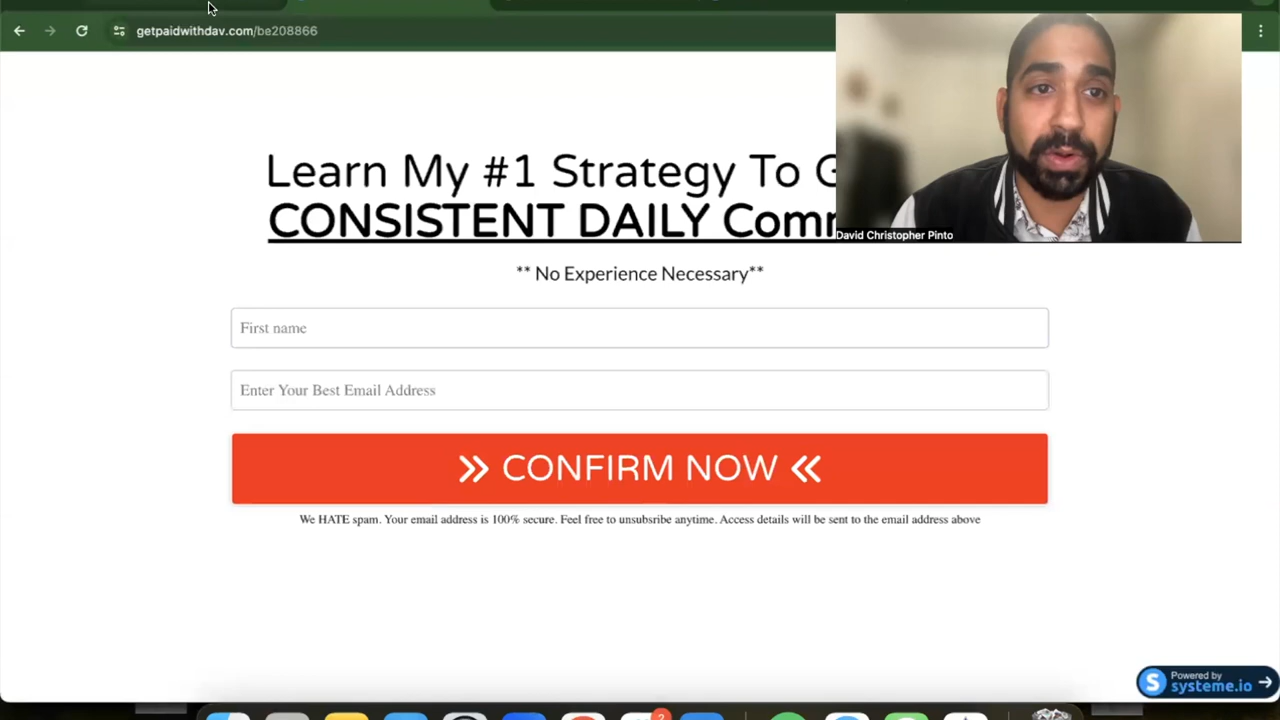 getpaidwithdav.com/be208866
Learn My #1 Strategy To
CONSISTENT DAILY
David Christopher Pinto
** No Experience Necessary**
First name
Enter Your Best Email Address
» CONFIRM NOW «
We HATE spam. Your email address is 100% secure. Feel free to unsubsribe anytime. Access details will be sent to the email address above
Powered by
systeme.io
2